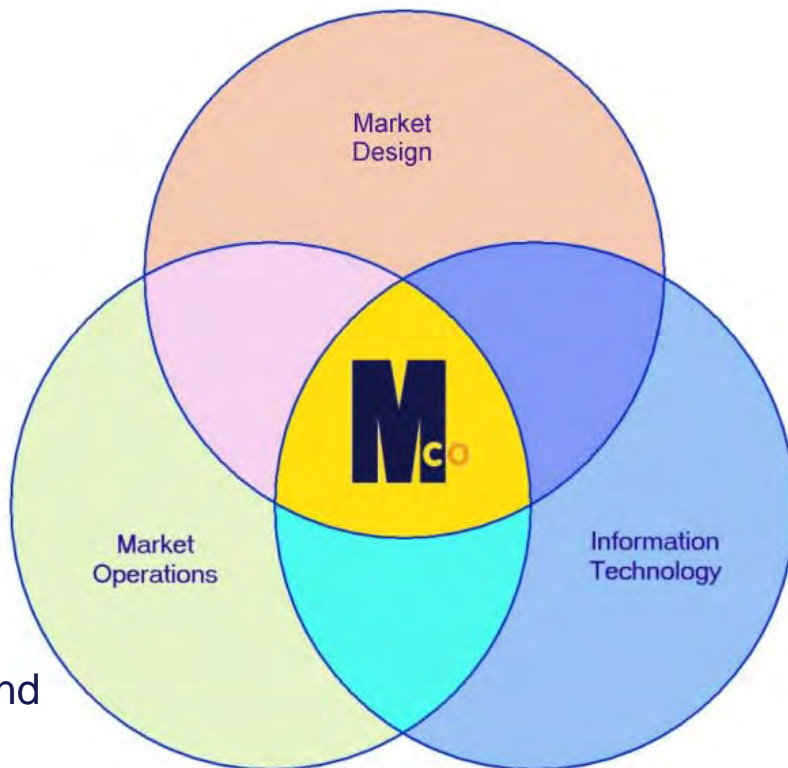 Market
Design
Mco
Market
Operations
Information
Technology
nd